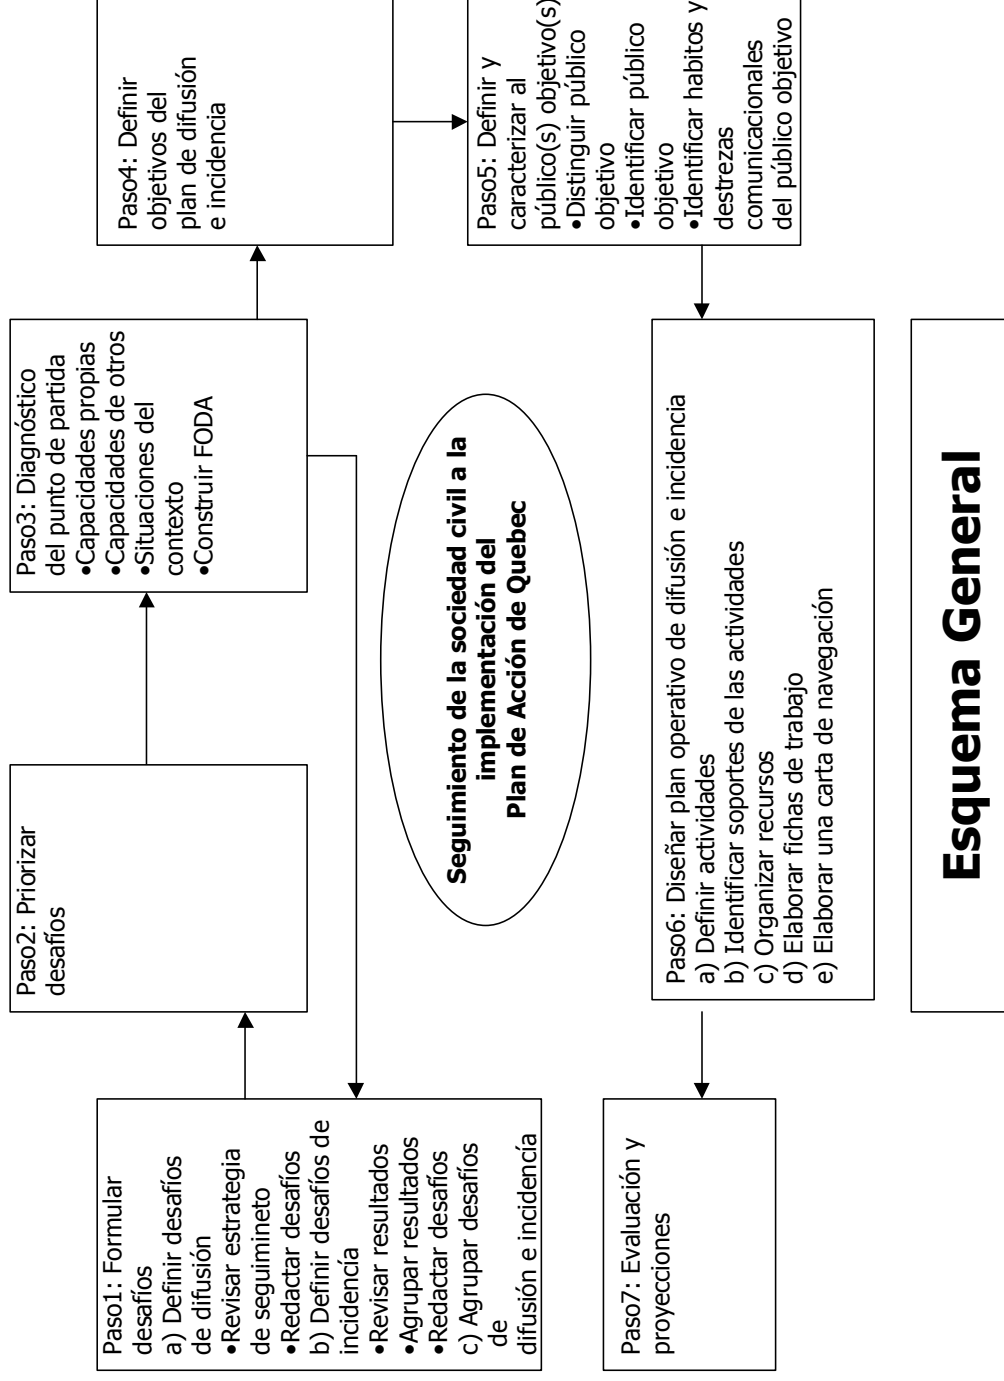 Paso1: Formular
desafíos
a) Definir desafíos
de difusión
•Revisar estrategia
de seguimineto
•Redactar desafíos
b) Definir desafíos de
incidencía
•Revisar resultados
•Agrupar resultados
•Redactar desafíos
c) Agrupar desafíos
de
difusión e incidencía
Paso2: Priorizar
desafíos
Paso3: Diagnóstico
del punto de partida
•Capacidades propias
•Capacidades de otros
•Situaciones del
contexto
•Construir FODA
Paso4: Definir
objetivos del
plan de difusión
e incidencia
Paso5: Definir y
caracterizar al
público(s) objetivo(s)
•Distinguir público
objetivo
•Identificar público
objetivo
•Identificar habitos y
destrezas
comunicacionales
del público objetivo
Seguimiento de la sociedad civil a la
implementación del
Plan de Acción de Quebec
Paso6: Diseñar plan operativo de difusión e incidencia
a) Definir actividades
b) Identificar soportes de las actividades
c) Organizar recursos
d) Elaborar fichas de trabajo
e) Elaborar una carta de navegación
Paso7: Evaluación y
proyecciones
Esquema General